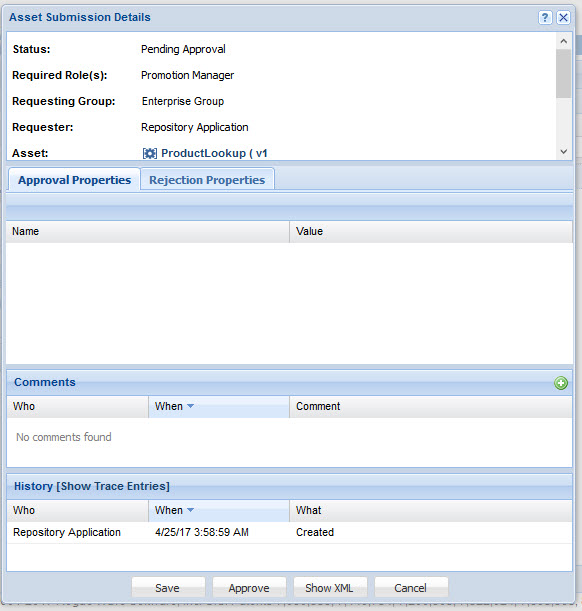 Asset Submission Details
Status: Pending Approval
Required Role(s): Promotion Manager
Requesting Group: Enterprise Group
Requester: Repository Application
Asset: ProductLookup ( v1
Approval Properties Rejection Properties
Name Value
Comments
Who When Comment
No comments found
History [Show Trace Entries]
Who When What
Repository Application 4/25/17 3:58:59 AM Created
Save Approve Show XML Cancel